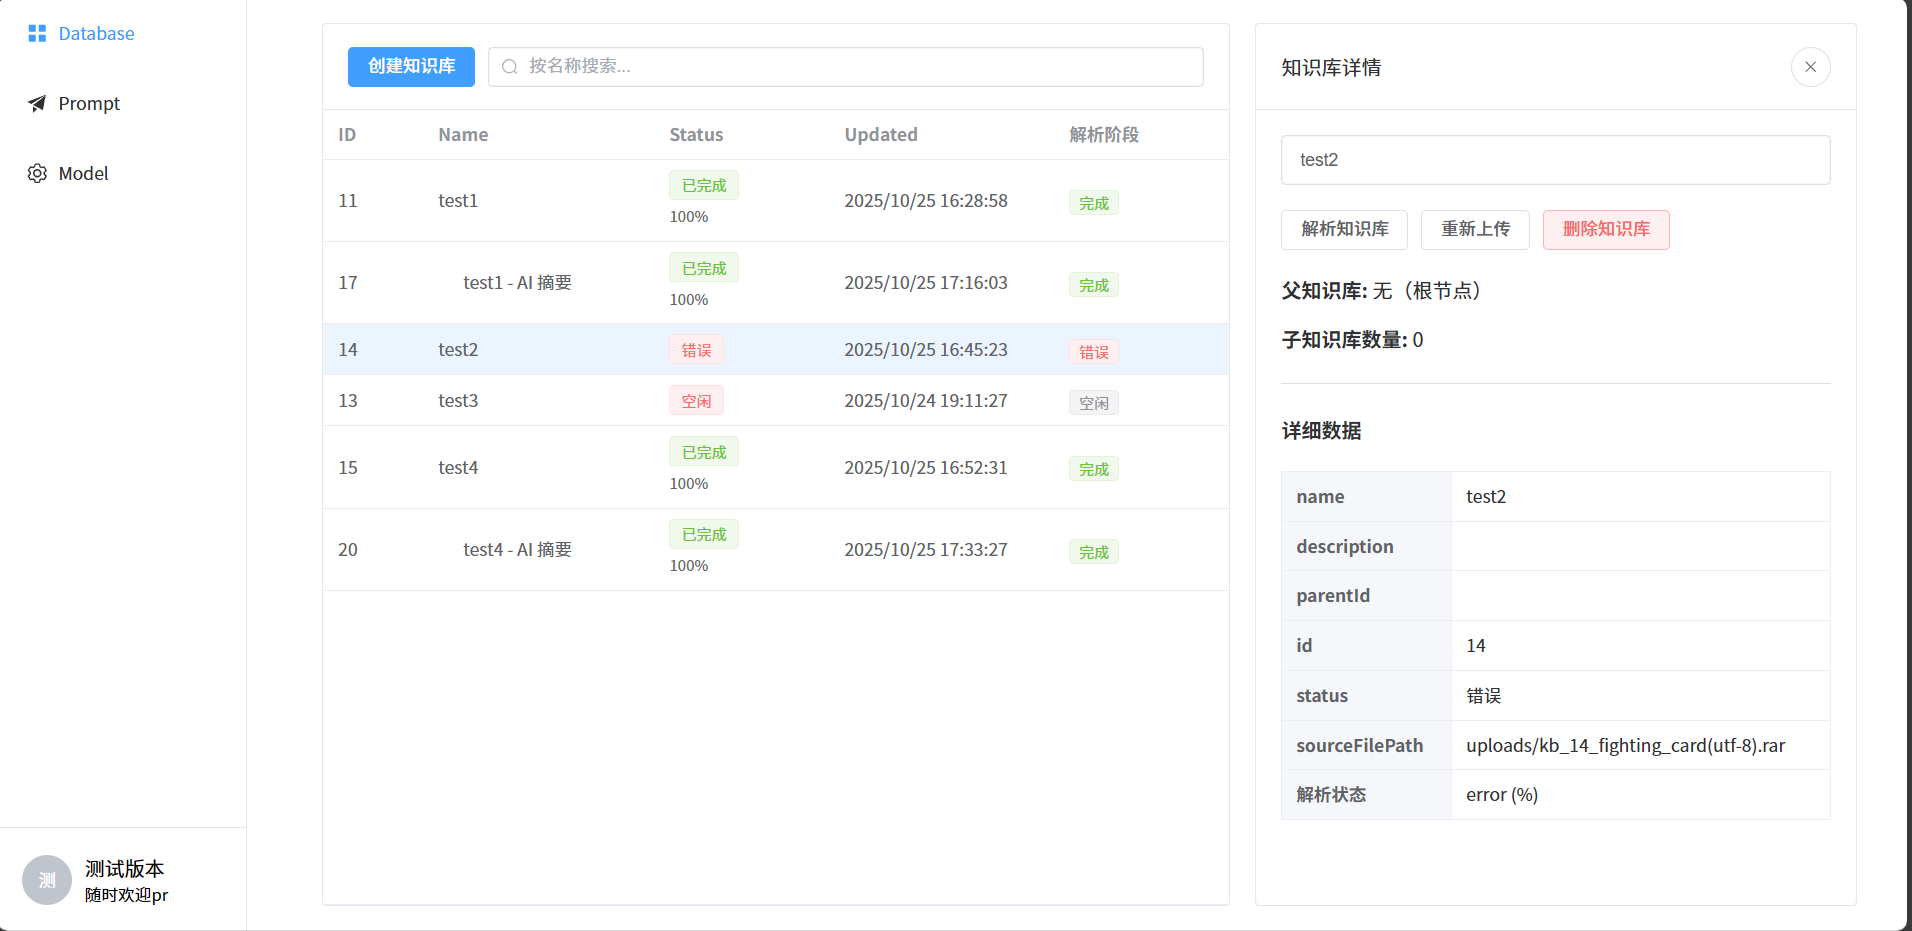 Database
Prompt
Model
测
测试版本
随时欢迎pr
创建知识库
按名称搜索...
ID Name Status Updated 解析阶段
11 test1 已完成 100% 2025/10/25 16:28:58 完成
17 test1 - AI 摘要 已完成 100% 2025/10/25 17:16:03 完成
14 test2 错误 2025/10/25 16:45:23 错误
13 test3 空闲 2025/10/24 19:11:27 空闲
15 test4 已完成 100% 2025/10/25 16:52:31 完成
20 test4 - AI 摘要 已完成 100% 2025/10/25 17:33:27 完成
知识库详情
test2
解析知识库 重新上传 删除知识库
父知识库: 无（根节点）
子知识库数量: 0
详细数据
name test2
description
parentId
id 14
status 错误
sourceFilePath uploads/kb_14_fighting_card(utf-8).rar
解析状态 error (%)